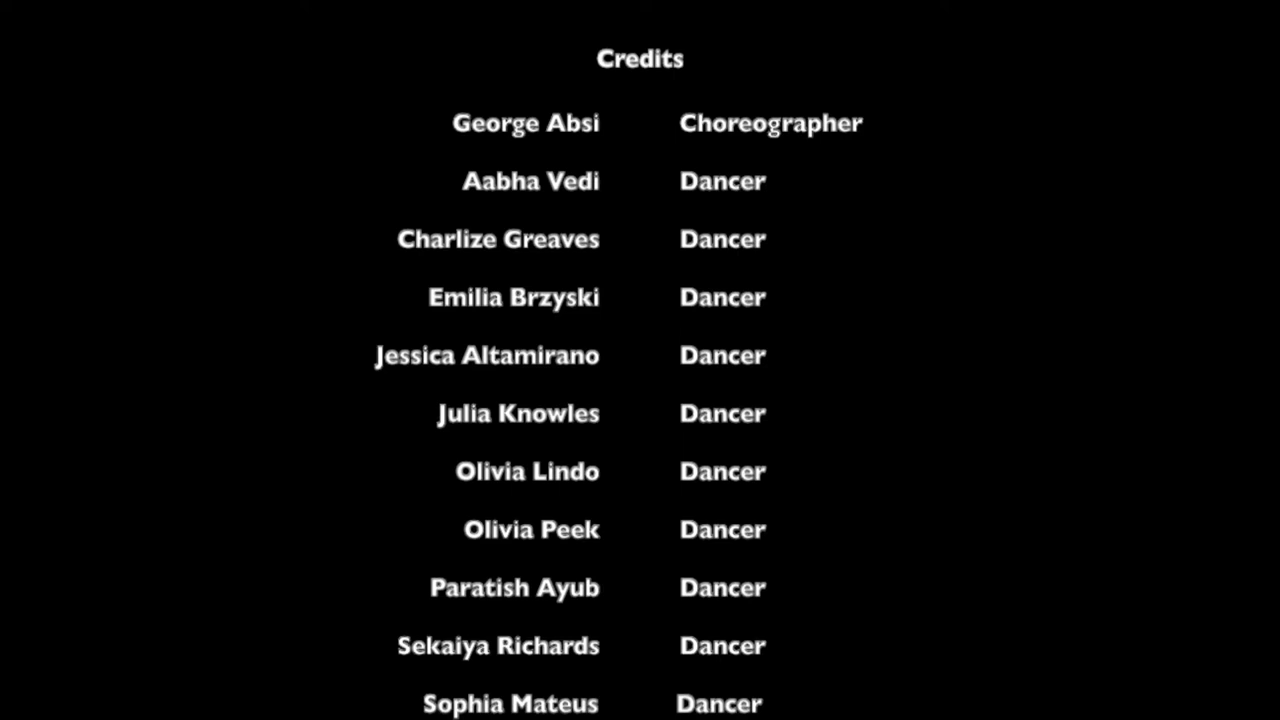 Credits
George Absi Choreographer
Aabha Vedi Dancer
Charlize Greaves Dancer
Emilia Brzyski Dancer
Jessica Altamirano Dancer
Julia Knowles Dancer
Olivia Lindo Dancer
Olivia Peek Dancer
Paratish Ayub Dancer
Sekaiya Richards Dancer
Sophia Mateus Dancer